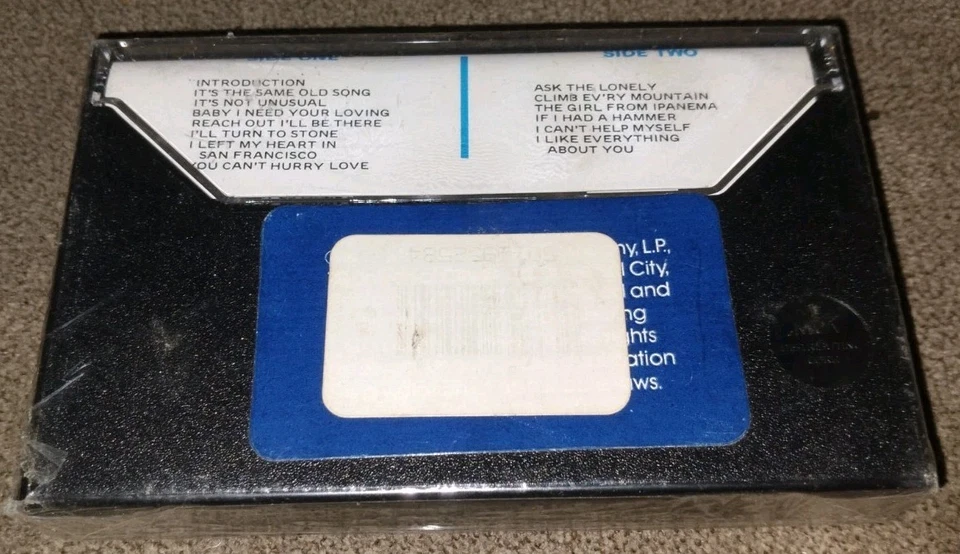 SIDE ONE
INTRODUCTION
IT'S THE SAME OLD SONG
IT'S NOT UNUSUAL
BABY I NEED YOUR LOVING
REACH OUT I'LL BE THERE
I'LL TURN TO STONE
I LEFT MY HEART IN
SAN FRANCISCO
YOU CAN'T HURRY LOVE
SIDE TWO
ASK THE LONELY
CLIMB EV'RY MOUNTAIN
THE GIRL FROM IPANEMA
IF I HAD A HAMMER
I CAN'T HELP MYSELF
I LIKE EVERYTHING
ABOUT YOU
ny, L.P.,
l City,
and
ng
ghts
ation
aws.